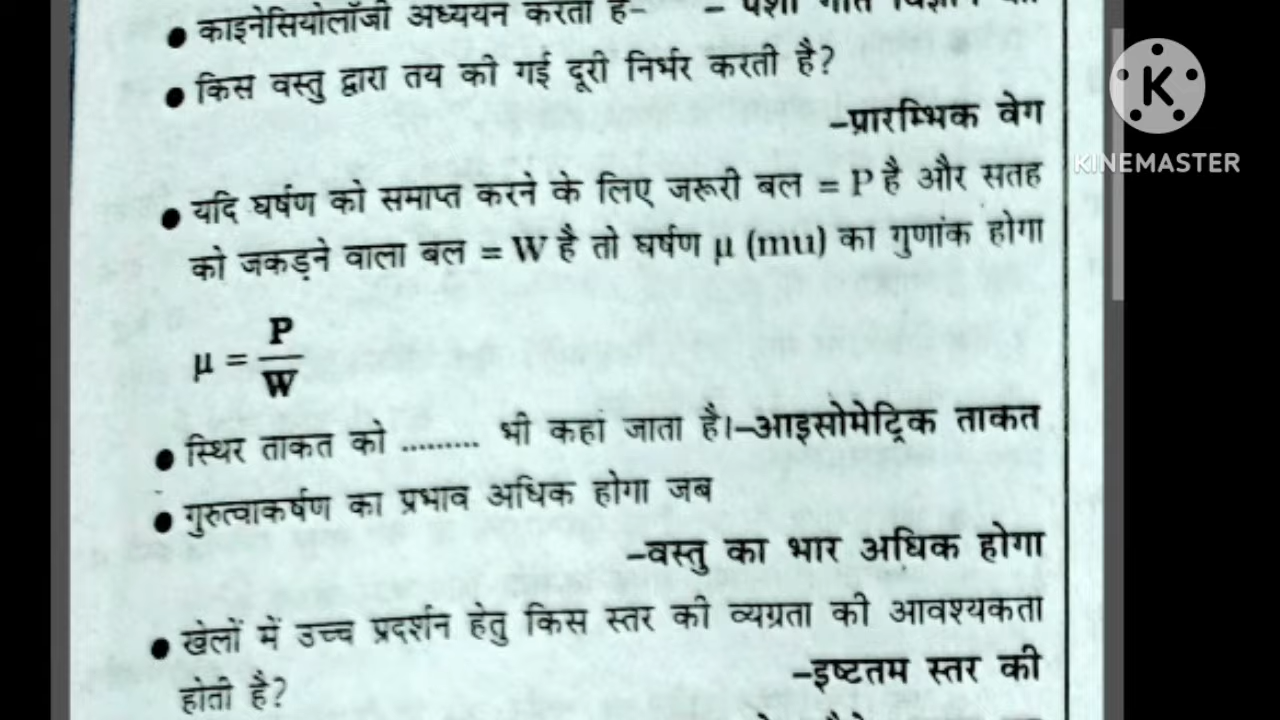 ● काइनेसियोलॉजी अध्ययन करती है- – पेशी गति विज्ञान
● किस वस्तु द्वारा तय की गई दूरी निर्भर करती है?
–प्रारम्भिक वेग
● यदि घर्षण को समाप्त करने के लिए जरूरी बल = P है और सतह
को जकड़ने वाला बल = W है तो घर्षण μ (mu) का गुणांक होगा
μ = P/W
● स्थिर ताकत को ......... भी कहां जाता है।–आइसोमेट्रिक ताकत
● गुरुत्वाकर्षण का प्रभाव अधिक होगा जब
–वस्तु का भार अधिक होगा
● खेलों में उच्च प्रदर्शन हेतु किस स्तर की व्यग्रता की आवश्यकता
होती है?
–इष्टतम स्तर की
K
KINEMASTER